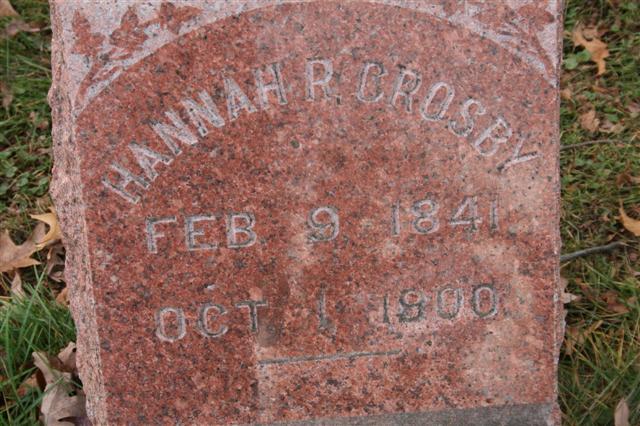 HANNAH R. CROSBY
FEB. 9, 1841.
OCT. 1, 1900.